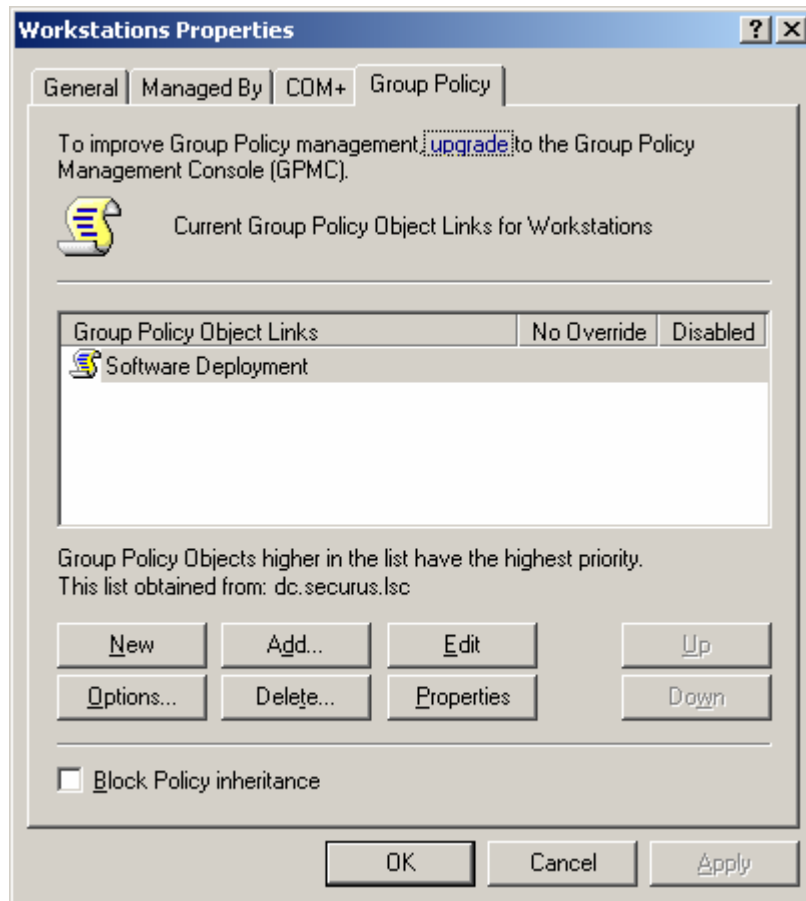 Workstations Properties
General
Managed By
COM+
Group Policy
To improve Group Policy management, upgrade to the Group Policy
Management Console (GPMC).
Current Group Policy Object Links for Workstations
Group Policy Object Links No Override Disabled
Software Deployment
Group Policy Objects higher in the list have the highest priority.
This list obtained from: dc.securus.lsc
New Add... Edit Up
Options... Delete... Properties Down
Block Policy inheritance
OK Cancel Apply